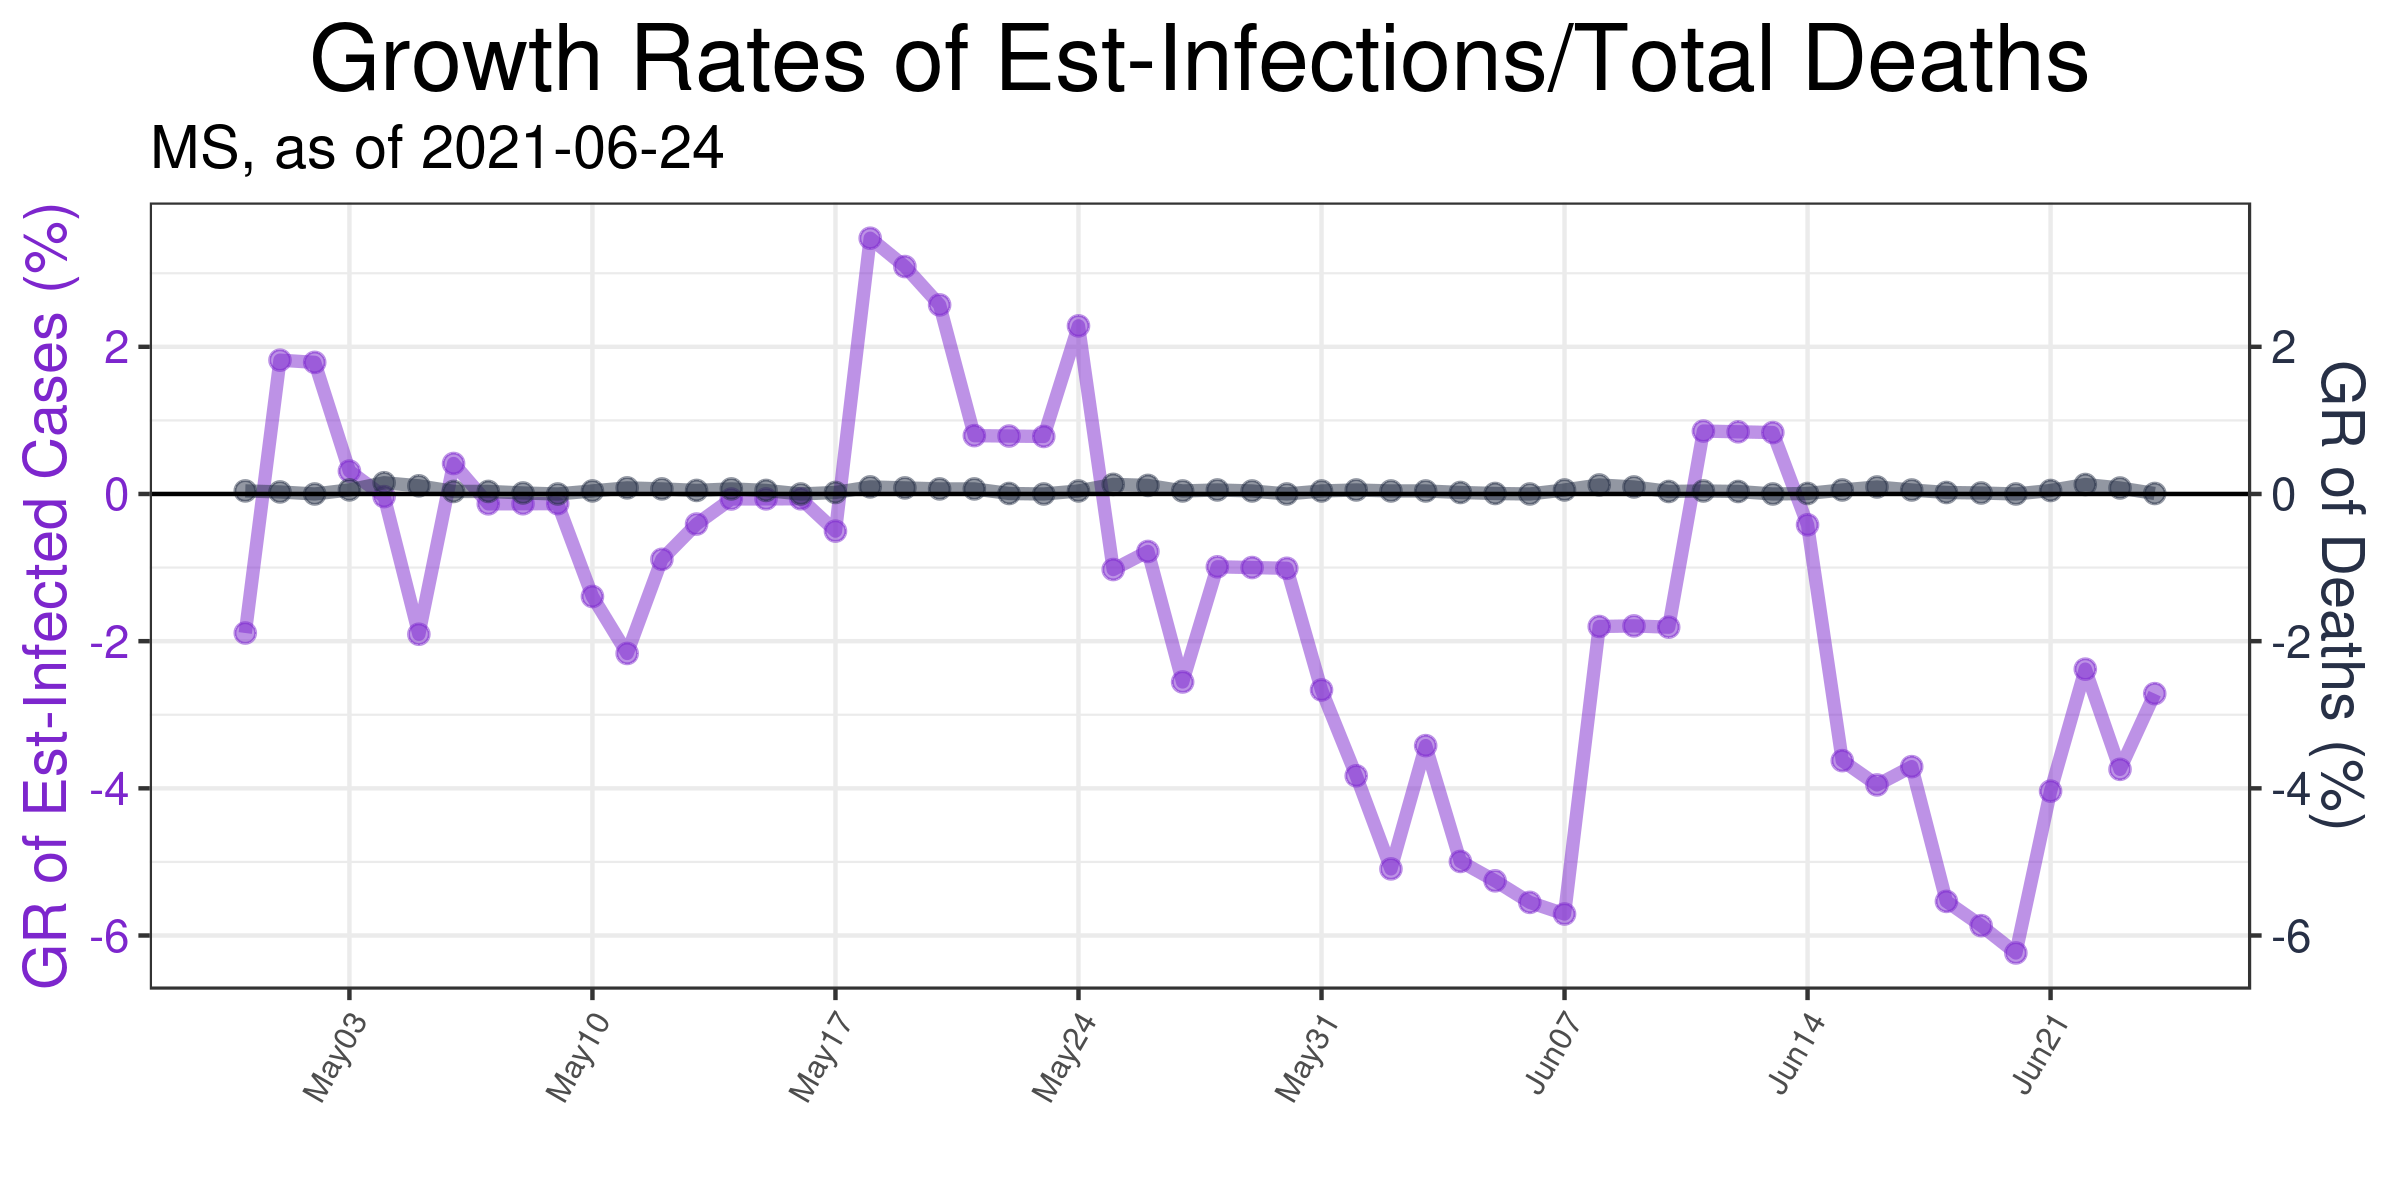 Growth Rates of Est-Infections/Total Deaths
MS, as of 2021-06-24
GR of Est-Infected Cases (%)
2
0
-2
-4
-6
2
0
-2
-4
-6
GR of Deaths (%)
May03
May10
May17
May24
May31
Jun07
Jun14
Jun21